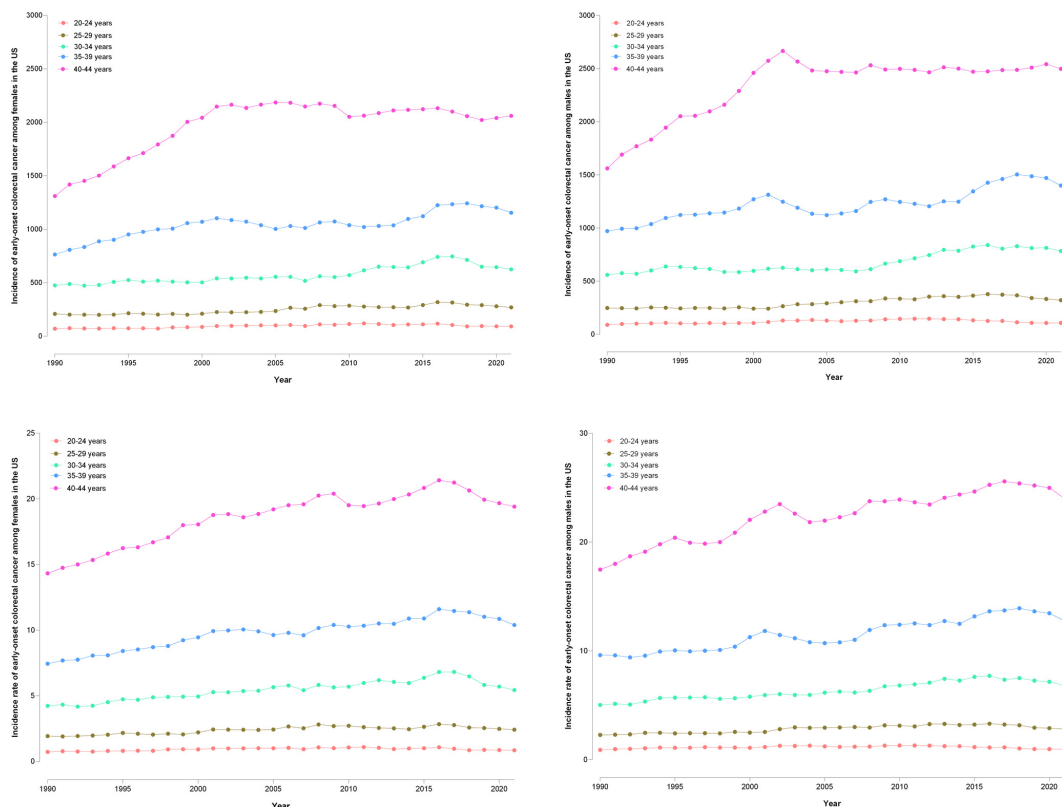 Incidence of early-onset colorectal cancer among females in the US
3000
2500
2000
1500
1000
500
0
20-24 years
25-29 years
30-34 years
35-39 years
40-44 years
1990
1995
2000
2005
2010
2015
2020
Year
Incidence of early-onset colorectal cancer among males in the US
3000
2500
2000
1500
1000
500
0
20-24 years
25-29 years
30-34 years
35-39 years
40-44 years
1990
1995
2000
2005
2010
2015
2020
Year
Incidence rate of early-onset colorectal cancer among females in the US
25
20
15
10
5
0
20-24 years
25-29 years
30-34 years
35-39 years
40-44 years
1990
1995
2000
2005
2010
2015
2020
Year
Incidence rate of early-onset colorectal cancer among males in the US
30
20
10
0
20-24 years
25-29 years
30-34 years
35-39 years
40-44 years
1990
1995
2000
2005
2010
2015
2020
Year